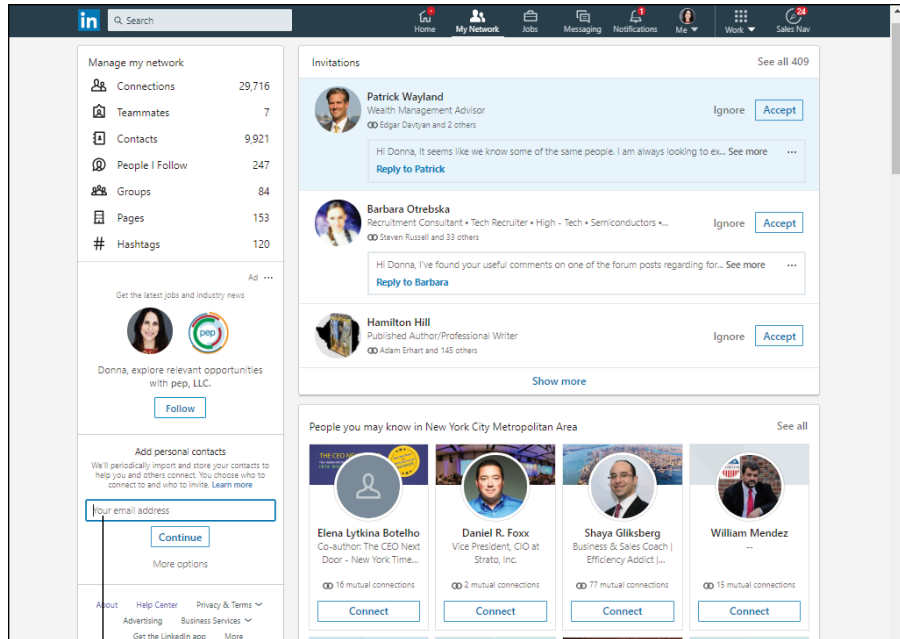 in
Search
Home
My Network
Jobs
Messaging
1
Notifications
Me
Work
24
Sales Nav
Manage my network
Connections 29,716
Teammates 7
Contacts 9,921
People I Follow 247
Groups 84
Pages 153
# Hashtags 120
Ad ...
Get the latest jobs and industry news
pep
Donna, explore relevant opportunities
with pep, LLC.
Follow
Add personal contacts
We'll periodically import and store your contacts to
help you and others connect. You choose who to
connect to and who to invite. Learn more
Your email address
Continue
More options
About Help Center Privacy & Terms
Advertising Business Services
Get the LinkedIn app More
Invitations See all 409
Patrick Wayland
Wealth Management Advisor
Edgar Davtyan and 2 others
Ignore Accept
Hi Donna, It seems like we know some of the same people. I am always looking to ex... See more ...
Reply to Patrick
Barbara Otrebska
Recruitment Consultant • Tech Recruiter • High - Tech • Semiconductors •...
Steven Russell and 33 others
Ignore Accept
Hi Donna, I've found your useful comments on one of the forum posts regarding for... See more ...
Reply to Barbara
Hamilton Hill
Published Author/Professional Writer
Adam Erhart and 145 others
Ignore Accept
Show more
People you may know in New York City Metropolitan Area See all
THE CEO NE
Elena Lytkina Botelho
Co-author: The CEO Next
Door - New York Time...
16 mutual connections
Connect
Daniel R. Foxx
Vice President, CIO at
Strato, Inc.
2 mutual connections
Connect
Shaya Gliksberg
Business & Sales Coach |
Efficiency Addict |...
77 mutual connections
Connect
William Mendez
--
15 mutual connections
Connect